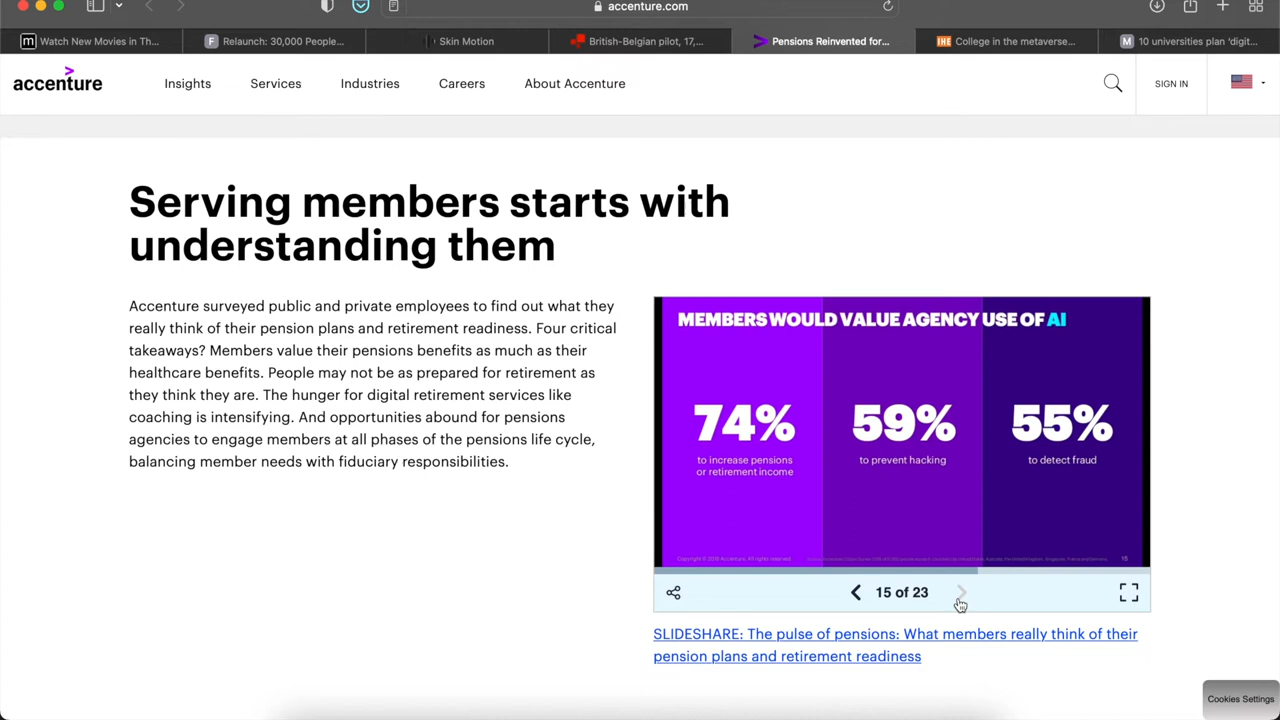 accenture.com
Watch New Movies in Th...
Relaunch: 30,000 People...
Skin Motion
British-Belgian pilot, 17,...
Pensions Reinvented for...
IHE College in the metaverse...
M 10 universities plan ‘digit...
accenture
Insights
Services
Industries
Careers
About Accenture
SIGN IN
Serving members starts with
understanding them
Accenture surveyed public and private employees to find out what they
really think of their pension plans and retirement readiness. Four critical
takeaways? Members value their pensions benefits as much as their
healthcare benefits. People may not be as prepared for retirement as
they think they are. The hunger for digital retirement services like
coaching is intensifying. And opportunities abound for pensions
agencies to engage members at all phases of the pensions life cycle,
balancing member needs with fiduciary responsibilities.
MEMBERS WOULD VALUE AGENCY USE OF AI
74%
to increase pensions
or retirement income
59%
to prevent hacking
55%
to detect fraud
15
15 of 23
SLIDESHARE: The pulse of pensions: What members really think of their
pension plans and retirement readiness
Cookies Settings